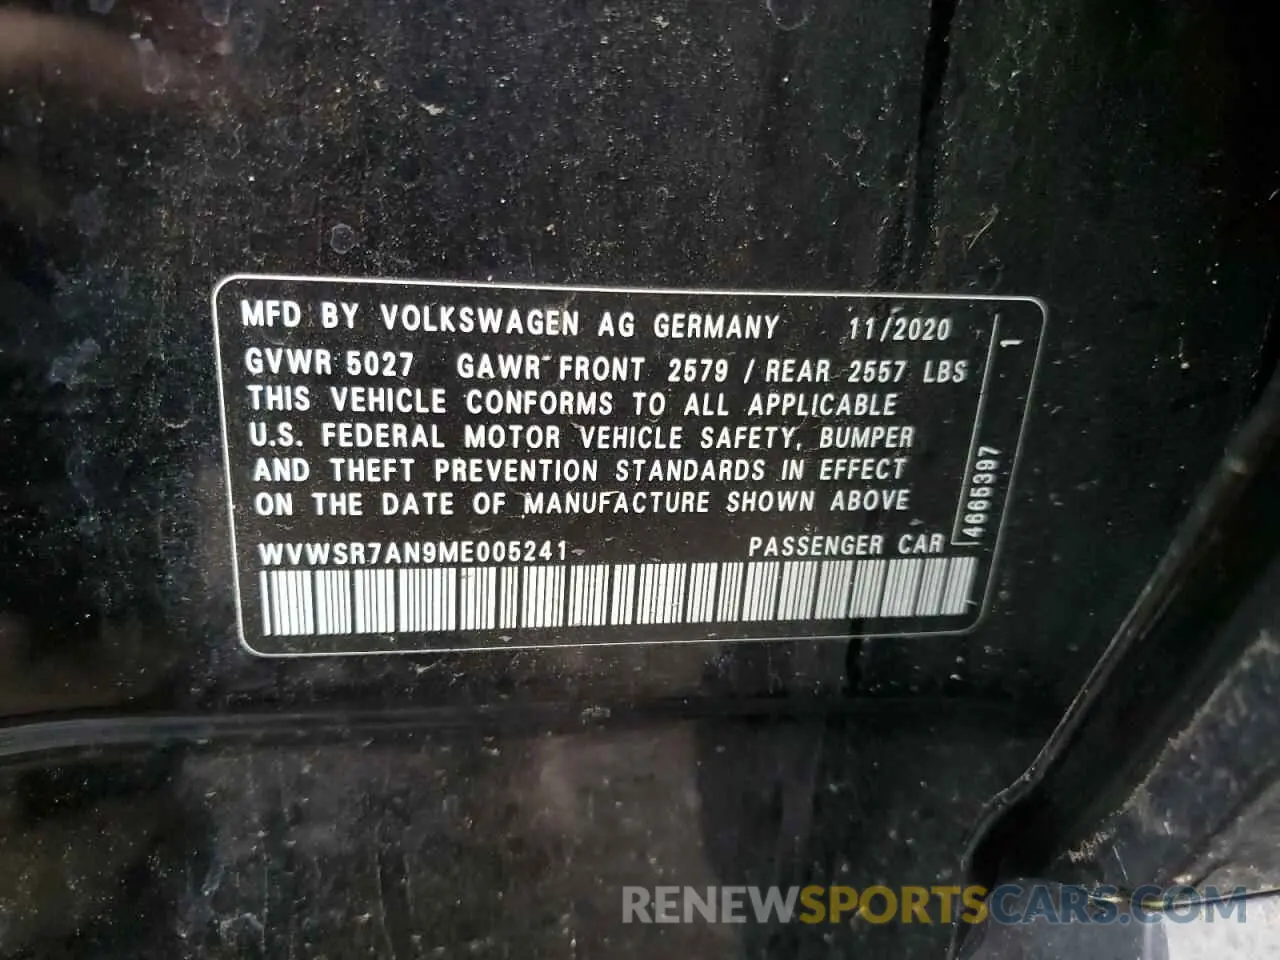 MFD BY VOLKSWAGEN AG GERMANY 11/2020
GVWR 5027 GAWR FRONT 2579 / REAR 2557 LBS
THIS VEHICLE CONFORMS TO ALL APPLICABLE
U.S. FEDERAL MOTOR VEHICLE SAFETY, BUMPER
AND THEFT PREVENTION STANDARDS IN EFFECT
ON THE DATE OF MANUFACTURE SHOWN ABOVE
WVWSR7AN9ME005241 PASSENGER CAR
4665397 1
RENEWSPORTSCARS.COM